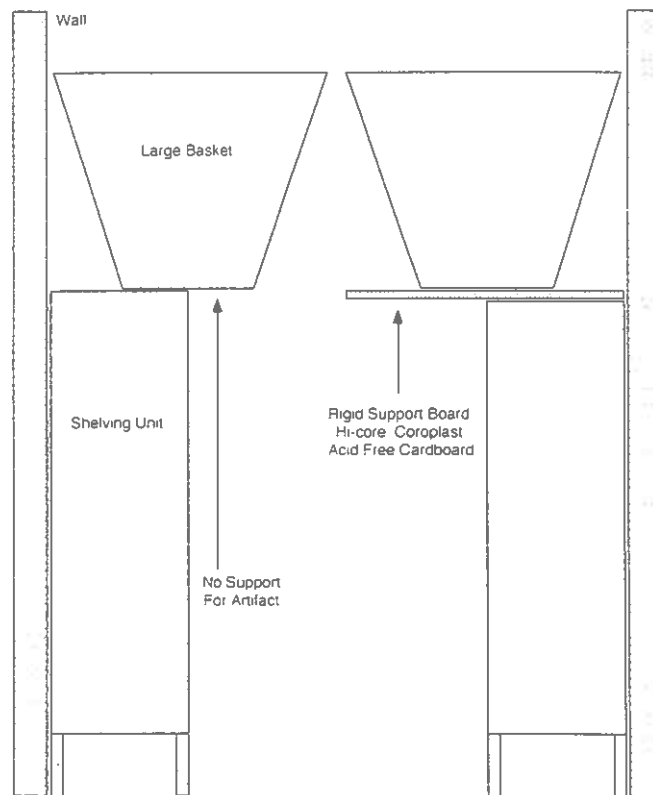 Wall
Large Basket
Shelving Unit
Rigid Support Board
Hi-core Coroplast
Acid Free Cardboard
No Support
For Artifact